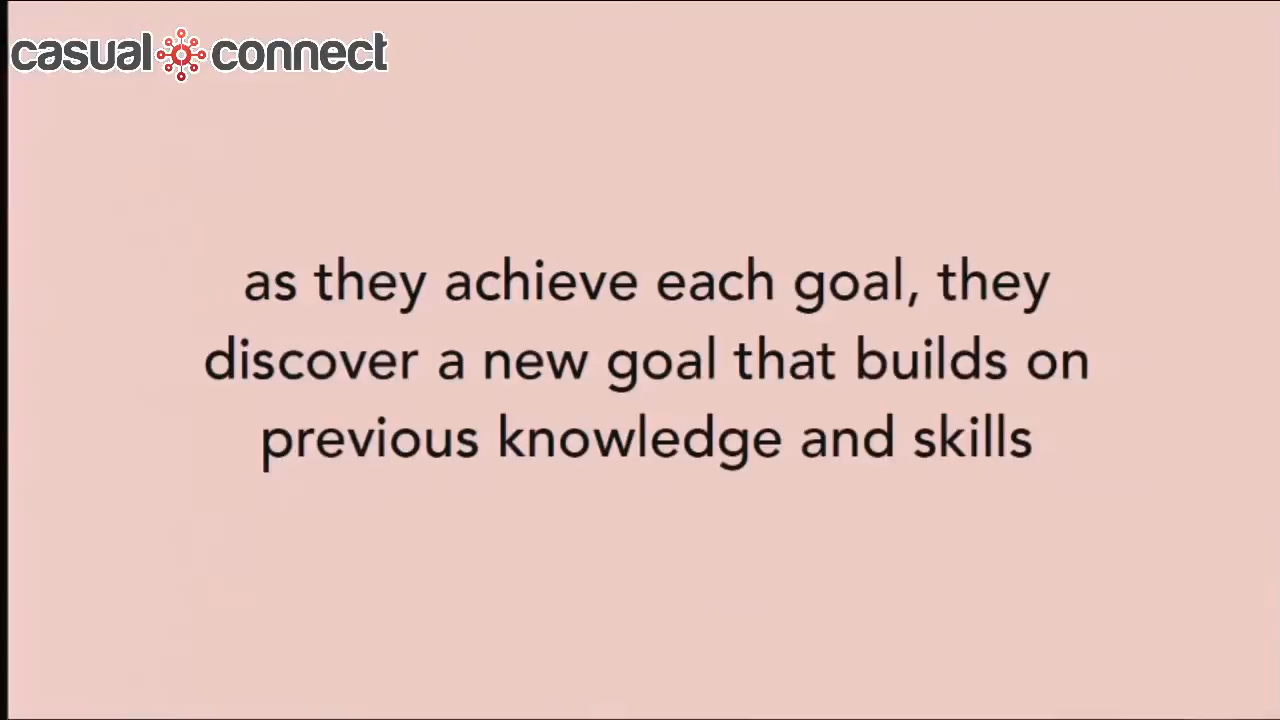 casual connect
as they achieve each goal, they
discover a new goal that builds on
previous knowledge and skills